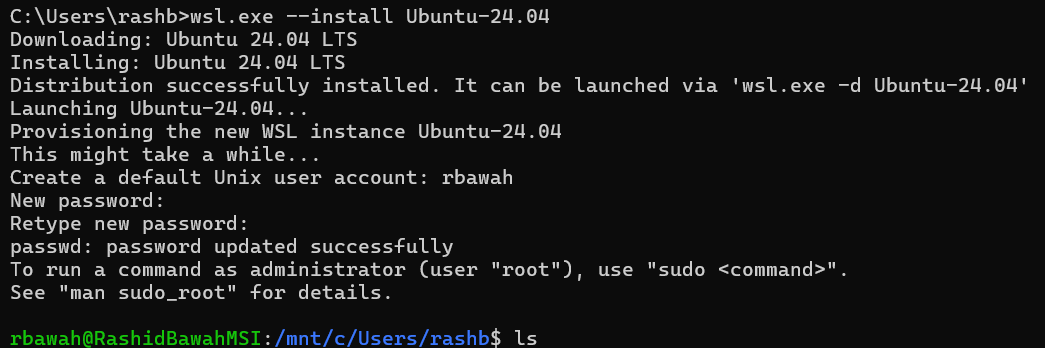 C:\Users\rashb>wsl.exe --install Ubuntu-24.04
Downloading: Ubuntu 24.04 LTS
Installing: Ubuntu 24.04 LTS
Distribution successfully installed. It can be launched via 'wsl.exe -d Ubuntu-24.04'
Launching Ubuntu-24.04...
Provisioning the new WSL instance Ubuntu-24.04
This might take a while...
Create a default Unix user account: rbawah
New password:
Retype new password:
passwd: password updated successfully
To run a command as administrator (user "root"), use "sudo <command>".
See "man sudo_root" for details.
rbawah@RashidBawahMSI:/mnt/c/Users/rashb$ ls